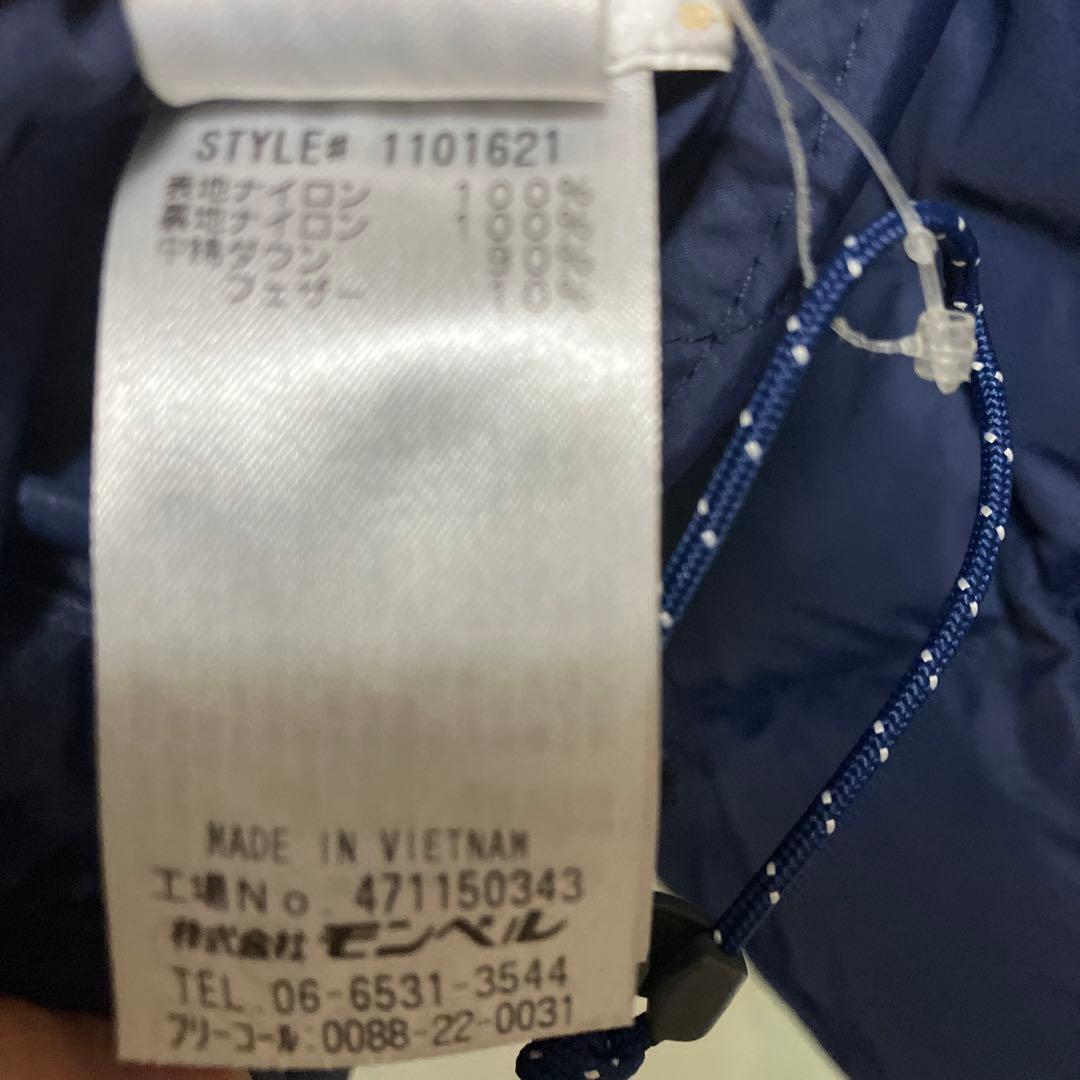 STYLE# 1101621
表地ナイロン 100%
裏地ナイロン 100%
中綿ダウン 90%
フェザー 10%
MADE IN VIETNAM
工場No. 471150343
株式会社 モンベル
TEL.06-6531-3544
フリーコール:0088-22-0031